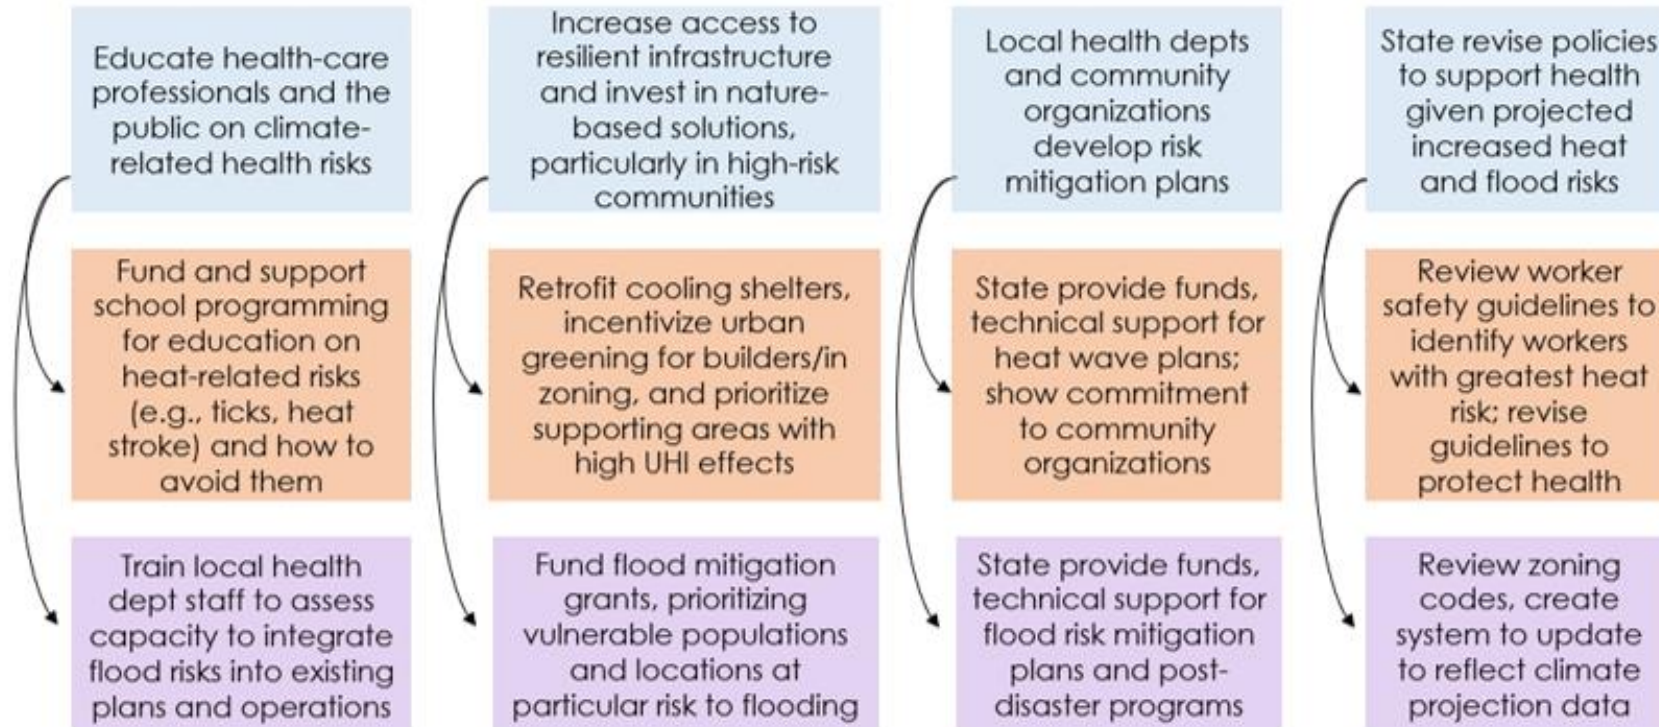 Educate health-care
professionals and the
public on climate-
related health risks
Increase access to
resilient infrastructure
and invest in nature-
based solutions,
particularly in high-risk
communities
Local health depts
and community
organizations
develop risk
mitigation plans
State revise policies
to support health
given projected
increased heat
and flood risks
Fund and support
school programming
for education on
heat-related risks
(e.g., ticks, heat
stroke) and how to
avoid them
Retrofit cooling shelters,
incentivize urban
greening for builders/in
zoning, and prioritize
supporting areas with
high UHI effects
State provide funds,
technical support for
heat wave plans;
show commitment
to community
organizations
Review worker
safety guidelines to
identify workers
with greatest heat
risk; revise
guidelines to
protect health
Train local health
dept staff to assess
capacity to integrate
flood risks into existing
plans and operations
Fund flood mitigation
grants, prioritizing
vulnerable populations
and locations at
particular risk to flooding
State provide funds,
technical support for
flood risk mitigation
plans and post-
disaster programs
Review zoning
codes, create
system to update
to reflect climate
projection data